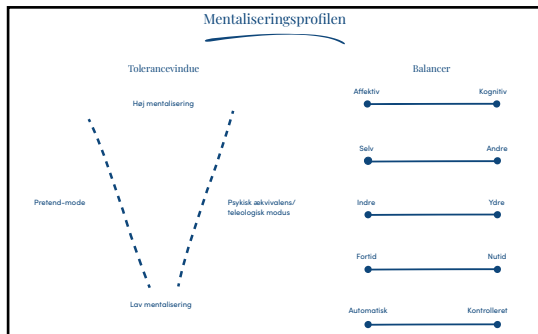 Mentaliseringsprofilen
Tolerancevindue
Høj mentalisering
Pretend-mode
Psykisk ækvivalens/
teleologisk modus
Lav mentalisering
Balancer
Affektiv Kognitiv
Selv Andre
Indre Ydre
Fortid Nutid
Automatisk Kontrolleret